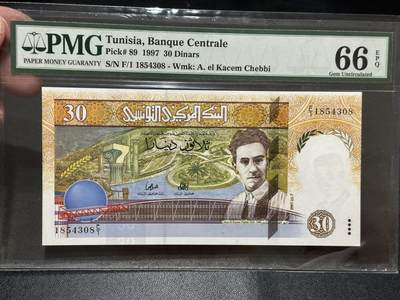 PMG
PAPER MONEY GUARANTY
Tunisia, Banque Centrale
Pick# 89 1997 30 Dinars
S/N F/1 1854308 - Wmk: A. el Kacem Chebbi
66 EPQ
Gem Uncirculated
30
البنك المركزي التونسي
F/1 1854308
ثلاثون دينارا
1854308 F/1
30